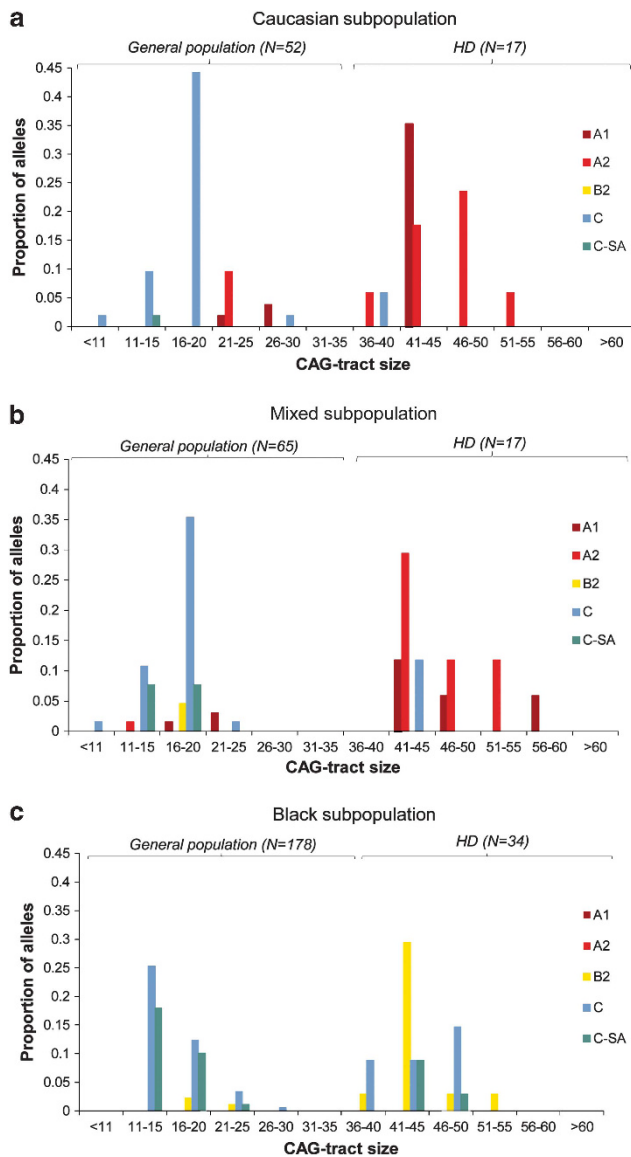 a
Caucasian subpopulation
General population (N=52)
HD (N=17)
0.45
0.4
0.35
0.3
0.25
0.2
0.15
0.1
0.05
0
Proportion of alleles
A1
A2
B2
C
C-SA
<11 11-15 16-20 21-25 26-30 31-35 36-40 41-45 46-50 51-55 56-60 >60
CAG-tract size
b
Mixed subpopulation
General population (N=65)
HD (N=17)
0.45
0.4
0.35
0.3
0.25
0.2
0.15
0.1
0.05
0
Proportion of alleles
A1
A2
B2
C
C-SA
<11 11-15 16-20 21-25 26-30 31-35 36-40 41-45 46-50 51-55 56-60 >60
CAG-tract size
c
Black subpopulation
General population (N=178)
HD (N=34)
0.45
0.4
0.35
0.3
0.25
0.2
0.15
0.1
0.05
0
Proportion of alleles
A1
A2
B2
C
C-SA
<11 11-15 16-20 21-25 26-30 31-35 36-40 41-45 46-50 51-55 56-60 >60
CAG-tract size